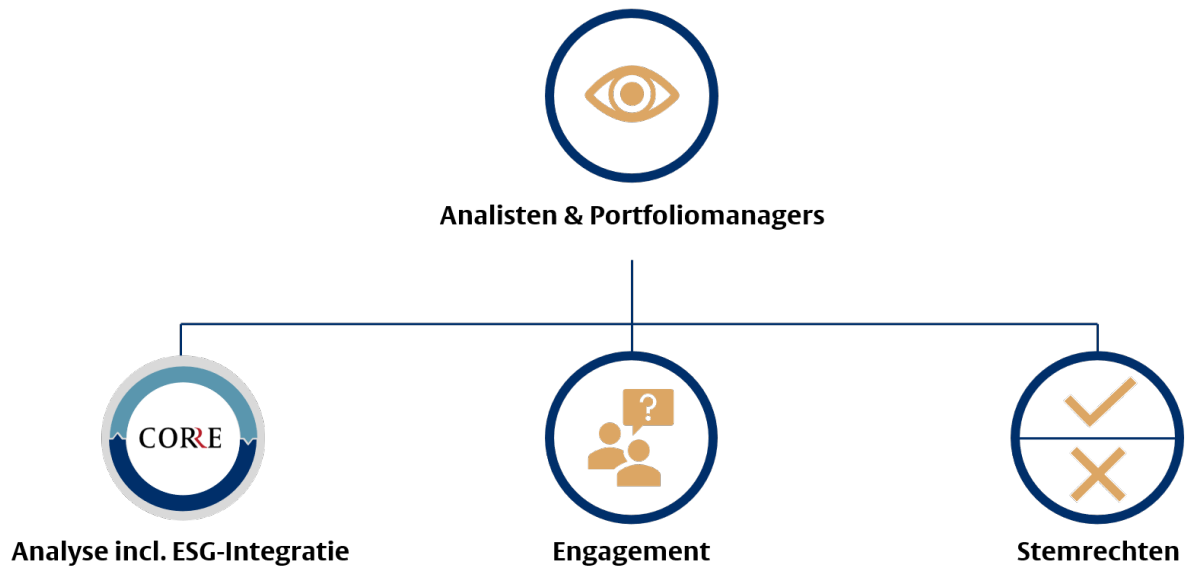 Analisten & Portfoliomanagers
CORRE
?
Analyse incl. ESG-Integratie
Engagement
Stemrechten